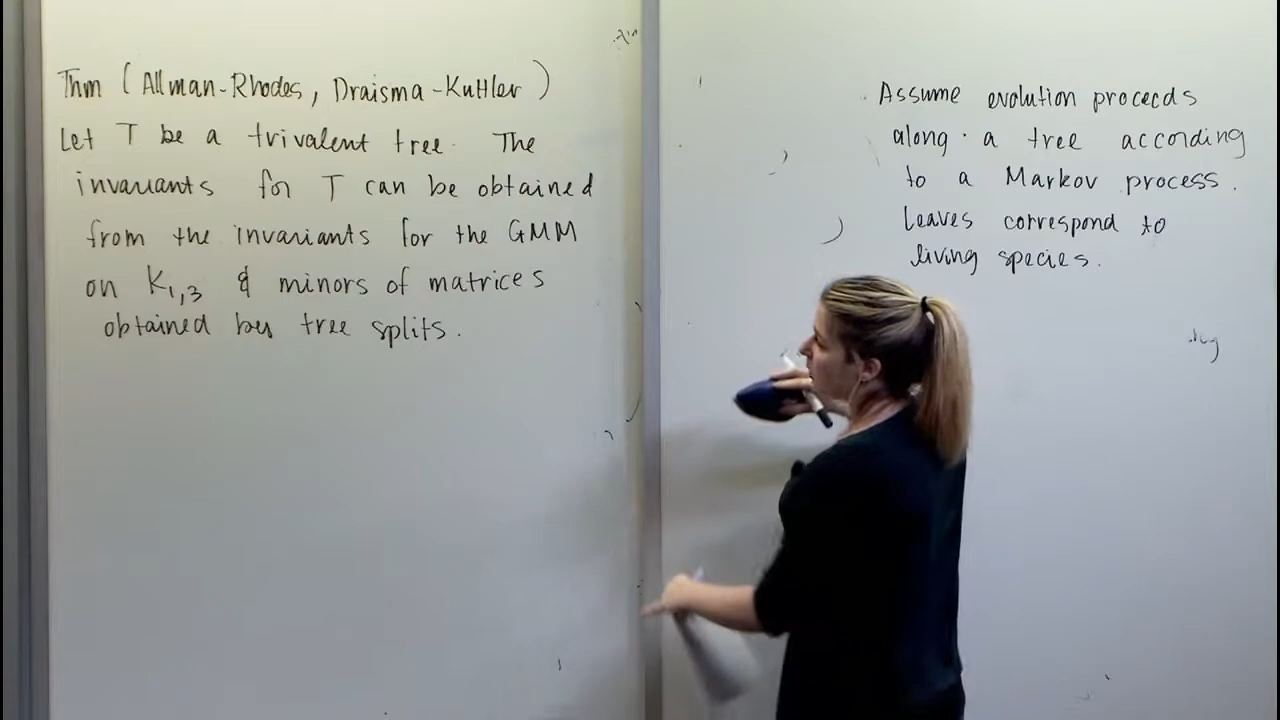 Thm (Allman-Rhodes, Draisma-Kuttler)
Let T be a trivalent tree. The
invariants for T can be obtained
from the invariants for the GMM
on K1,3 & minors of matrices
obtained by tree splits.
Assume evolution proceeds
along a tree according
to a Markov process.
Leaves correspond to
living species.